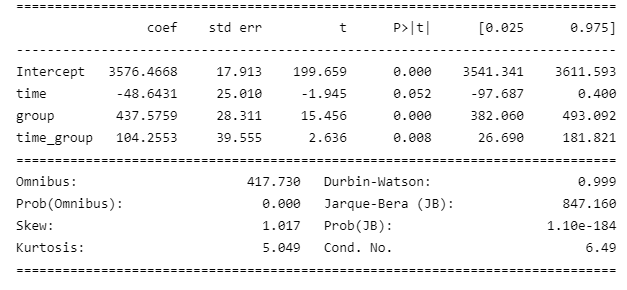 ==============================================================================
coef std err t P>|t| [0.025 0.975]
------------------------------------------------------------------------------
Intercept 3576.4668 17.913 199.659 0.000 3541.341 3611.593
time -48.6431 25.010 -1.945 0.052 -97.687 0.400
group 437.5759 28.311 15.456 0.000 382.060 493.092
time_group 104.2553 39.555 2.636 0.008 26.690 181.821
==============================================================================
Omnibus: 417.730 Durbin-Watson: 0.999
Prob(Omnibus): 0.000 Jarque-Bera (JB): 847.160
Skew: 1.017 Prob(JB): 1.10e-184
Kurtosis: 5.049 Cond. No. 6.49
==============================================================================